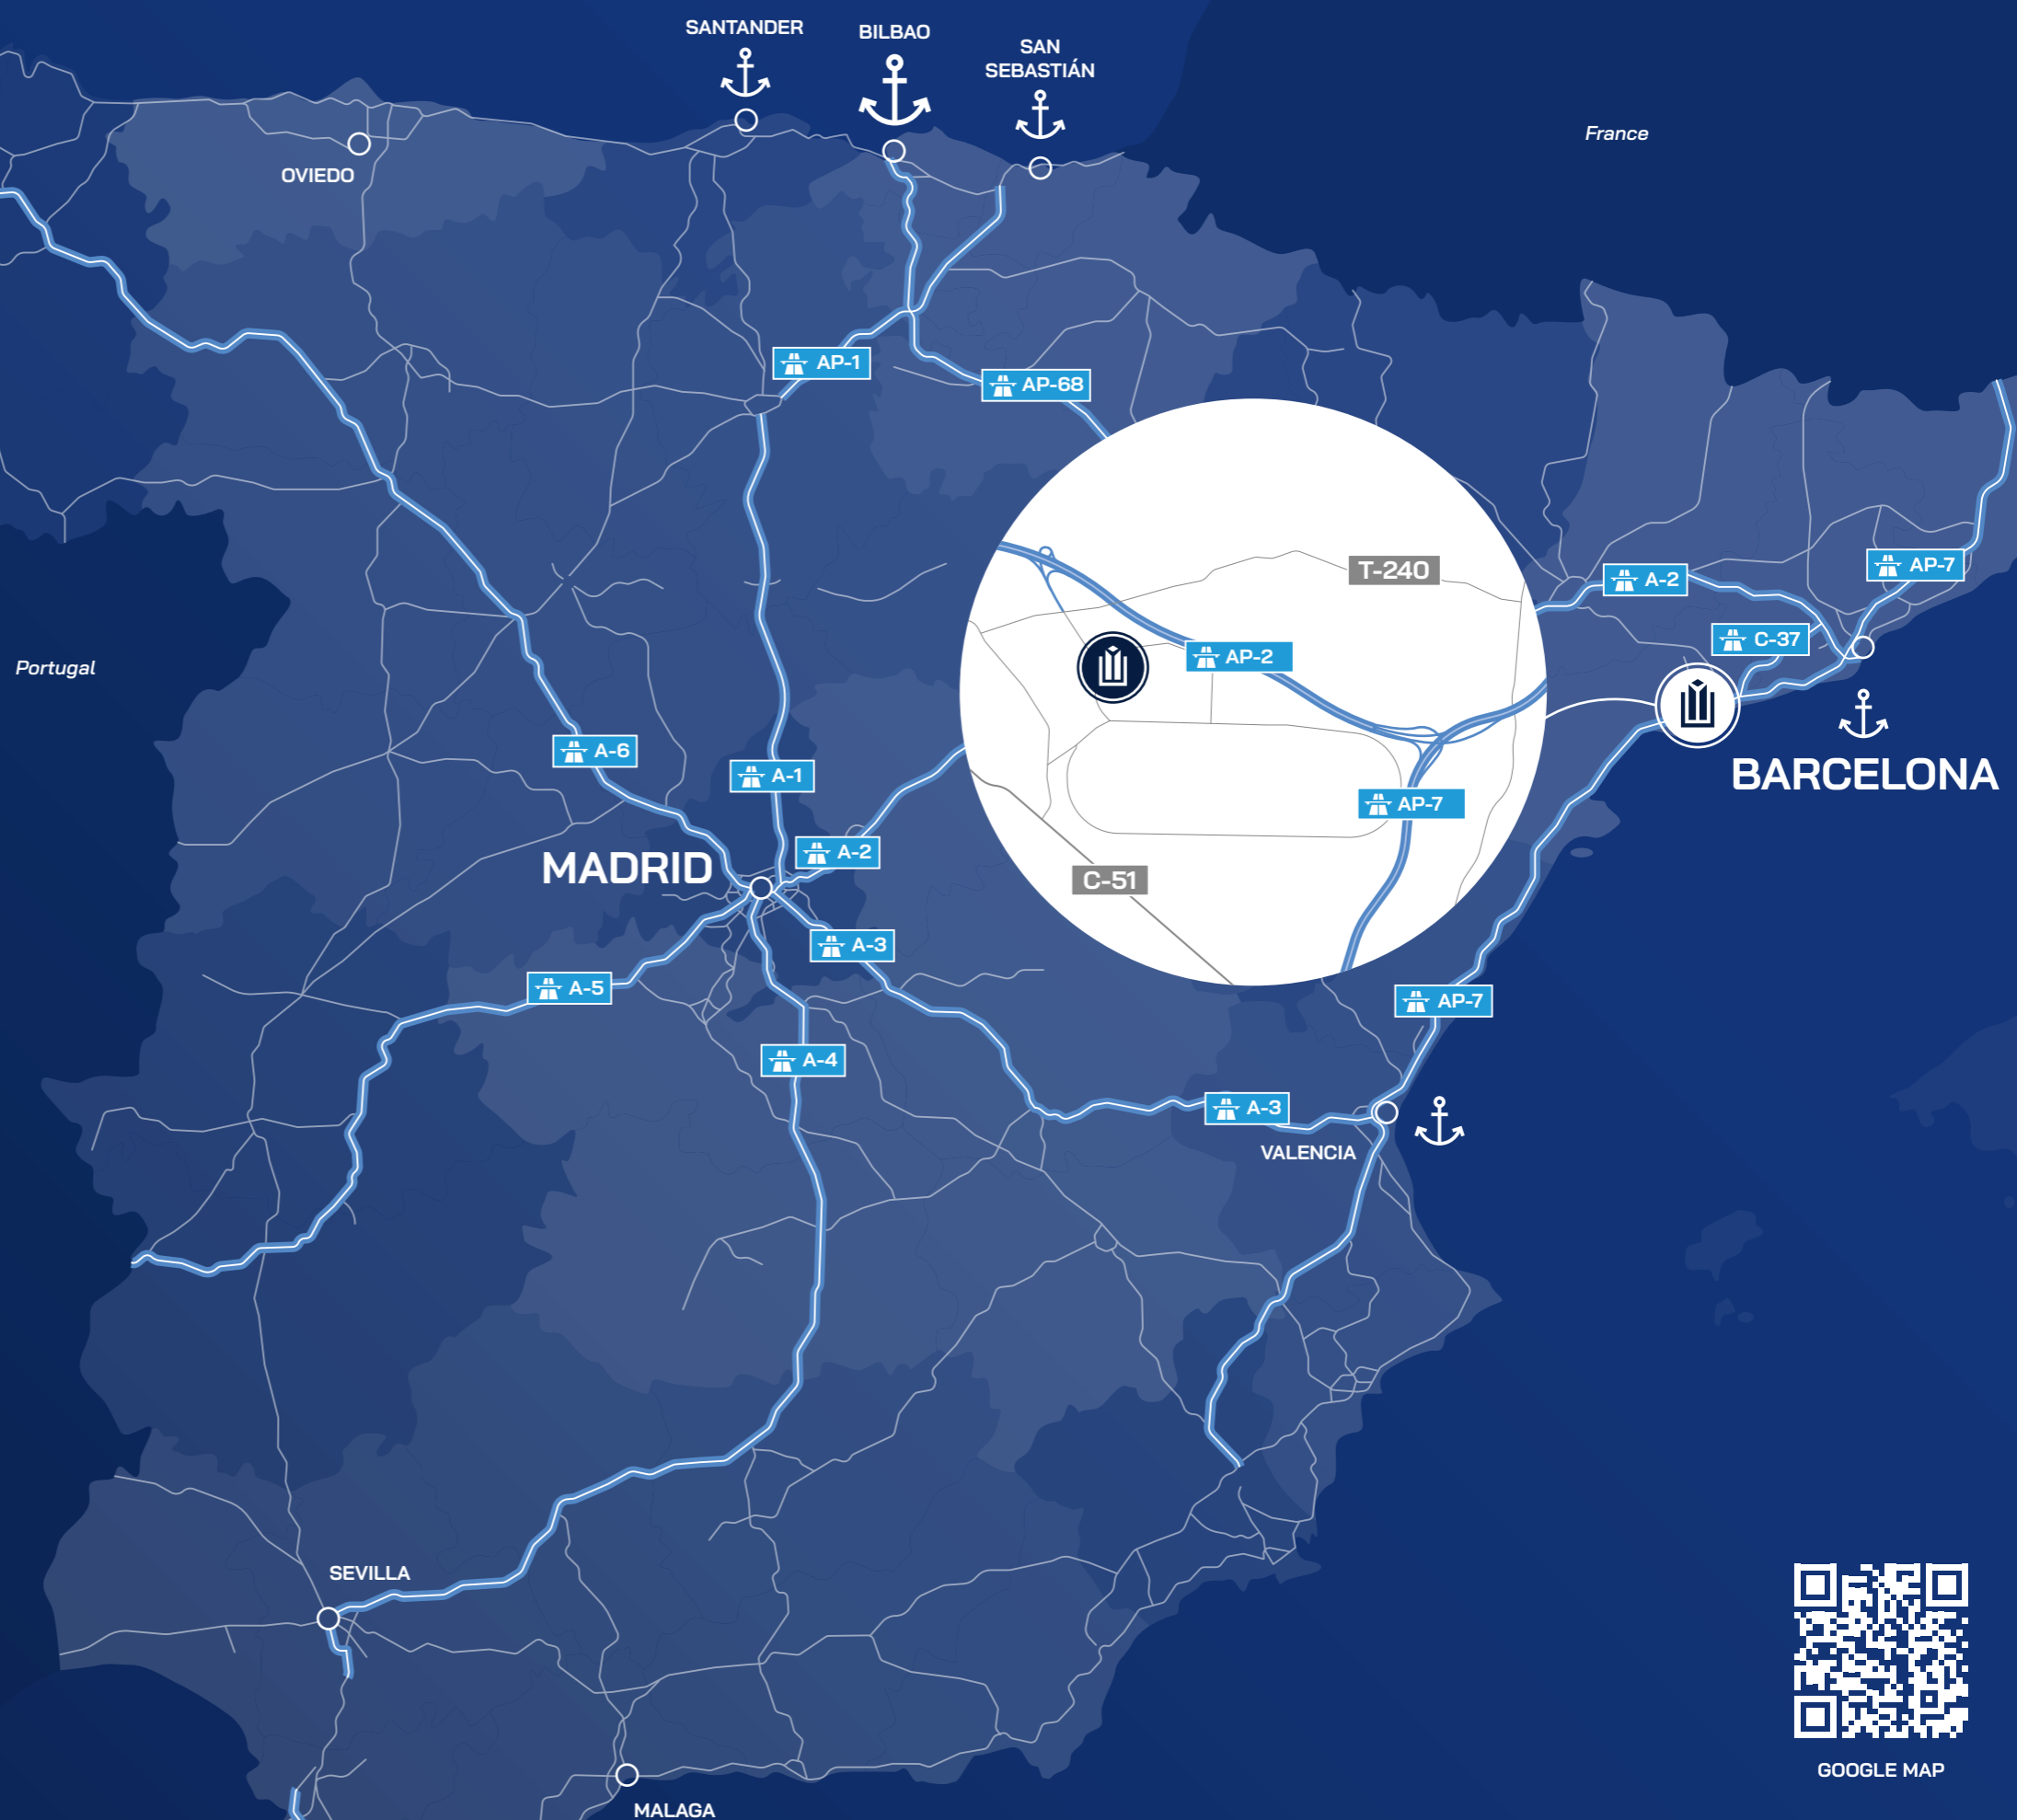 SANTANDER
BILBAO
SAN
SEBASTIÁN
France
OVIEDO
AP-1
AP-68
T-240
AP-7
A-2
C-37
Portugal
AP-2
A-6
A-1
BARCELONA
AP-7
A-2
MADRID
C-51
A-3
A-5
AP-7
A-4
A-3
VALENCIA
SEVILLA
GOOGLE MAP
MALAGA